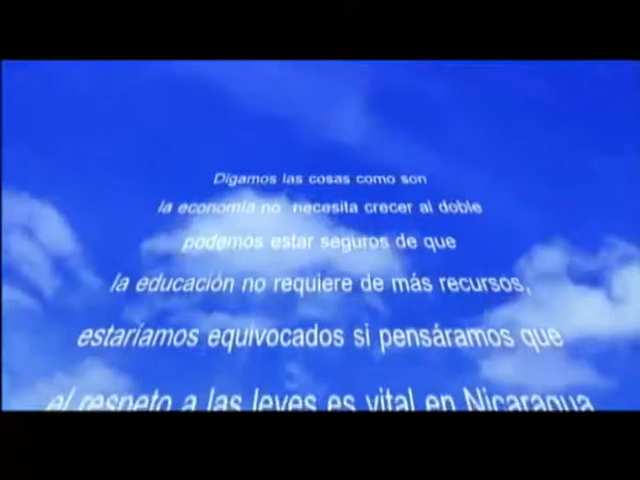 Digamos las cosas como son
la economía no necesita crecer al doble
podemos estar seguros de que
la educación no requiere de más recursos,
estaríamos equivocados si pensáramos que
el respeto a las leyes es vital en Nicaragua